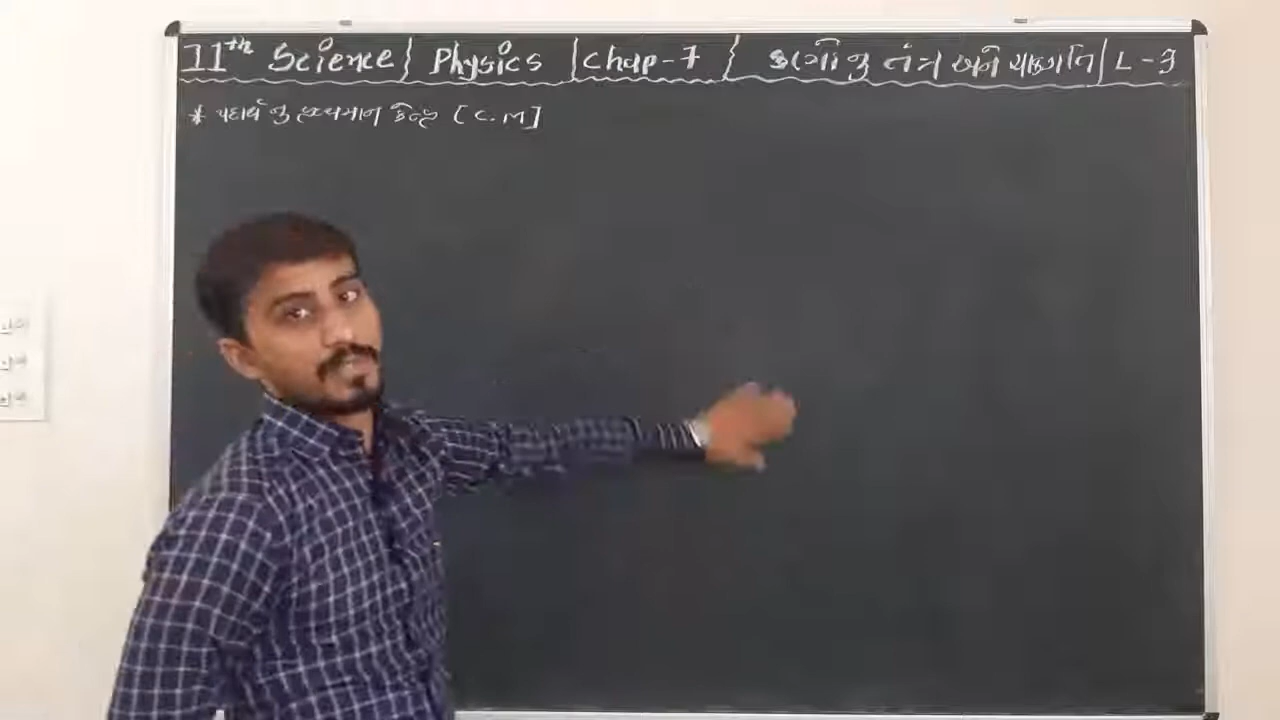 11th Science } Physics | Chap-7 } કણોનું તંત્ર અને ચાકગતિ | L-3
* પદાર્થનું દ્રવ્યમાન કેન્દ્ર [C.M]